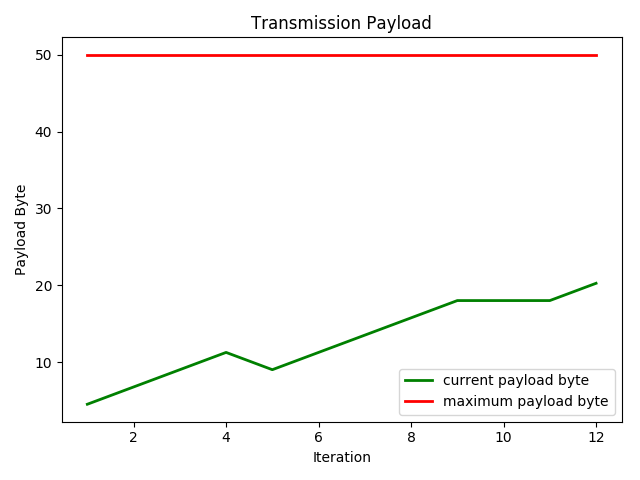 Transmission Payload
50
40
30
20
10
Payload Byte
2
4
6
8
10
12
Iteration
current payload byte
maximum payload byte